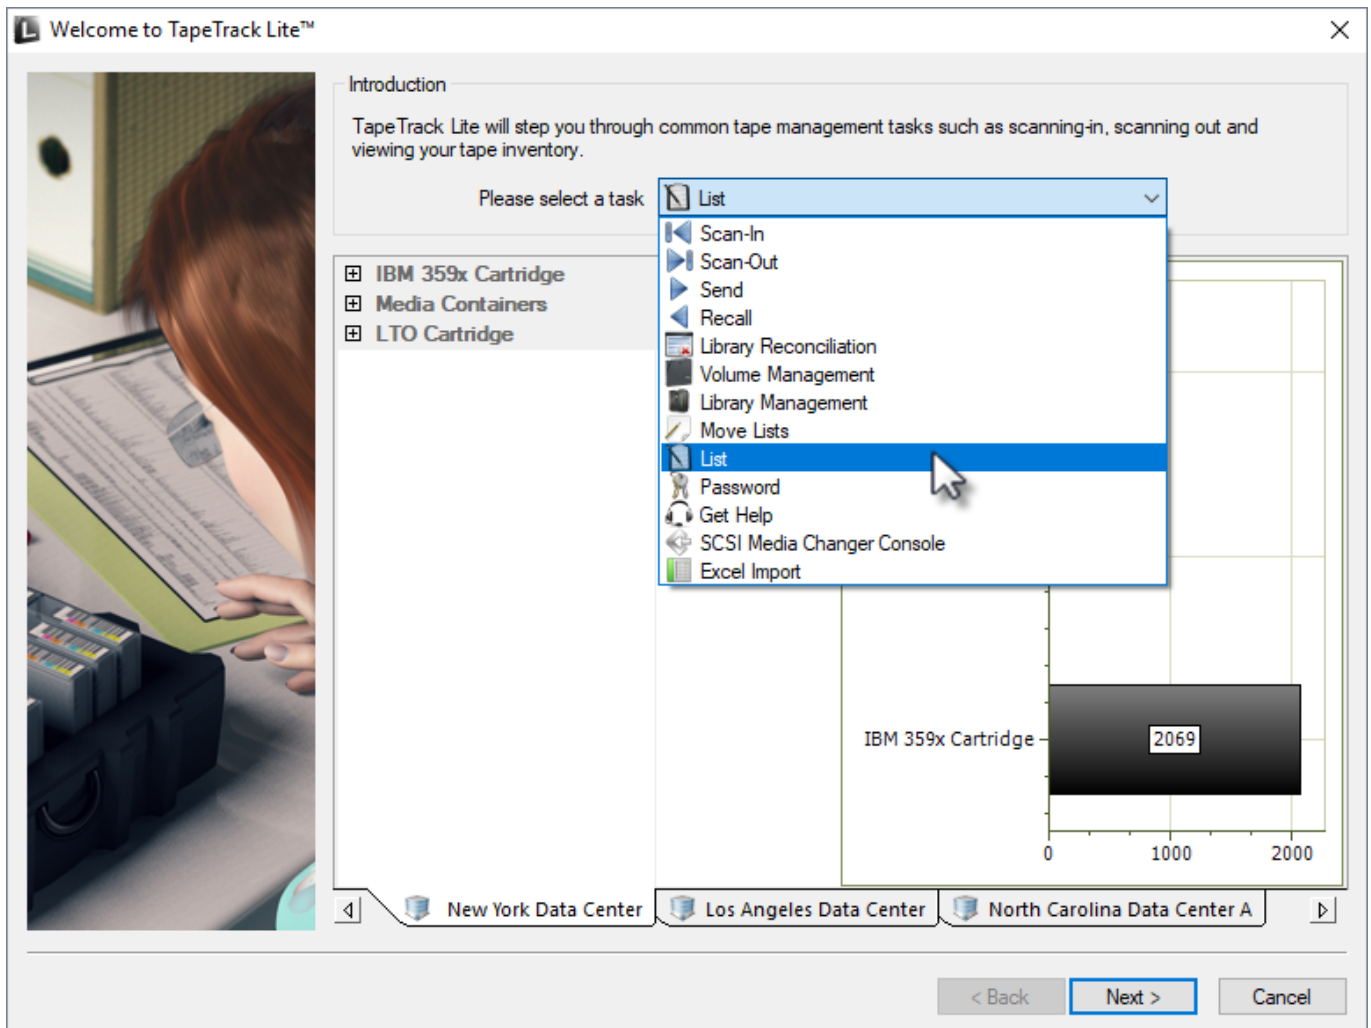 Welcome to TapeTrack Lite™
Introduction
TapeTrack Lite will step you through common tape management tasks such as scanning-in, scanning out and
viewing your tape inventory.
Please select a task
List
Scan-In
Scan-Out
Send
Recall
Library Reconciliation
Volume Management
Library Management
Move Lists
List
Password
Get Help
SCSI Media Changer Console
Excel Import
IBM 359x Cartridge
Media Containers
LTO Cartridge
IBM 359x Cartridge
2069
0 1000 2000
New York Data Center
Los Angeles Data Center
North Carolina Data Center A
< Back
Next >
Cancel